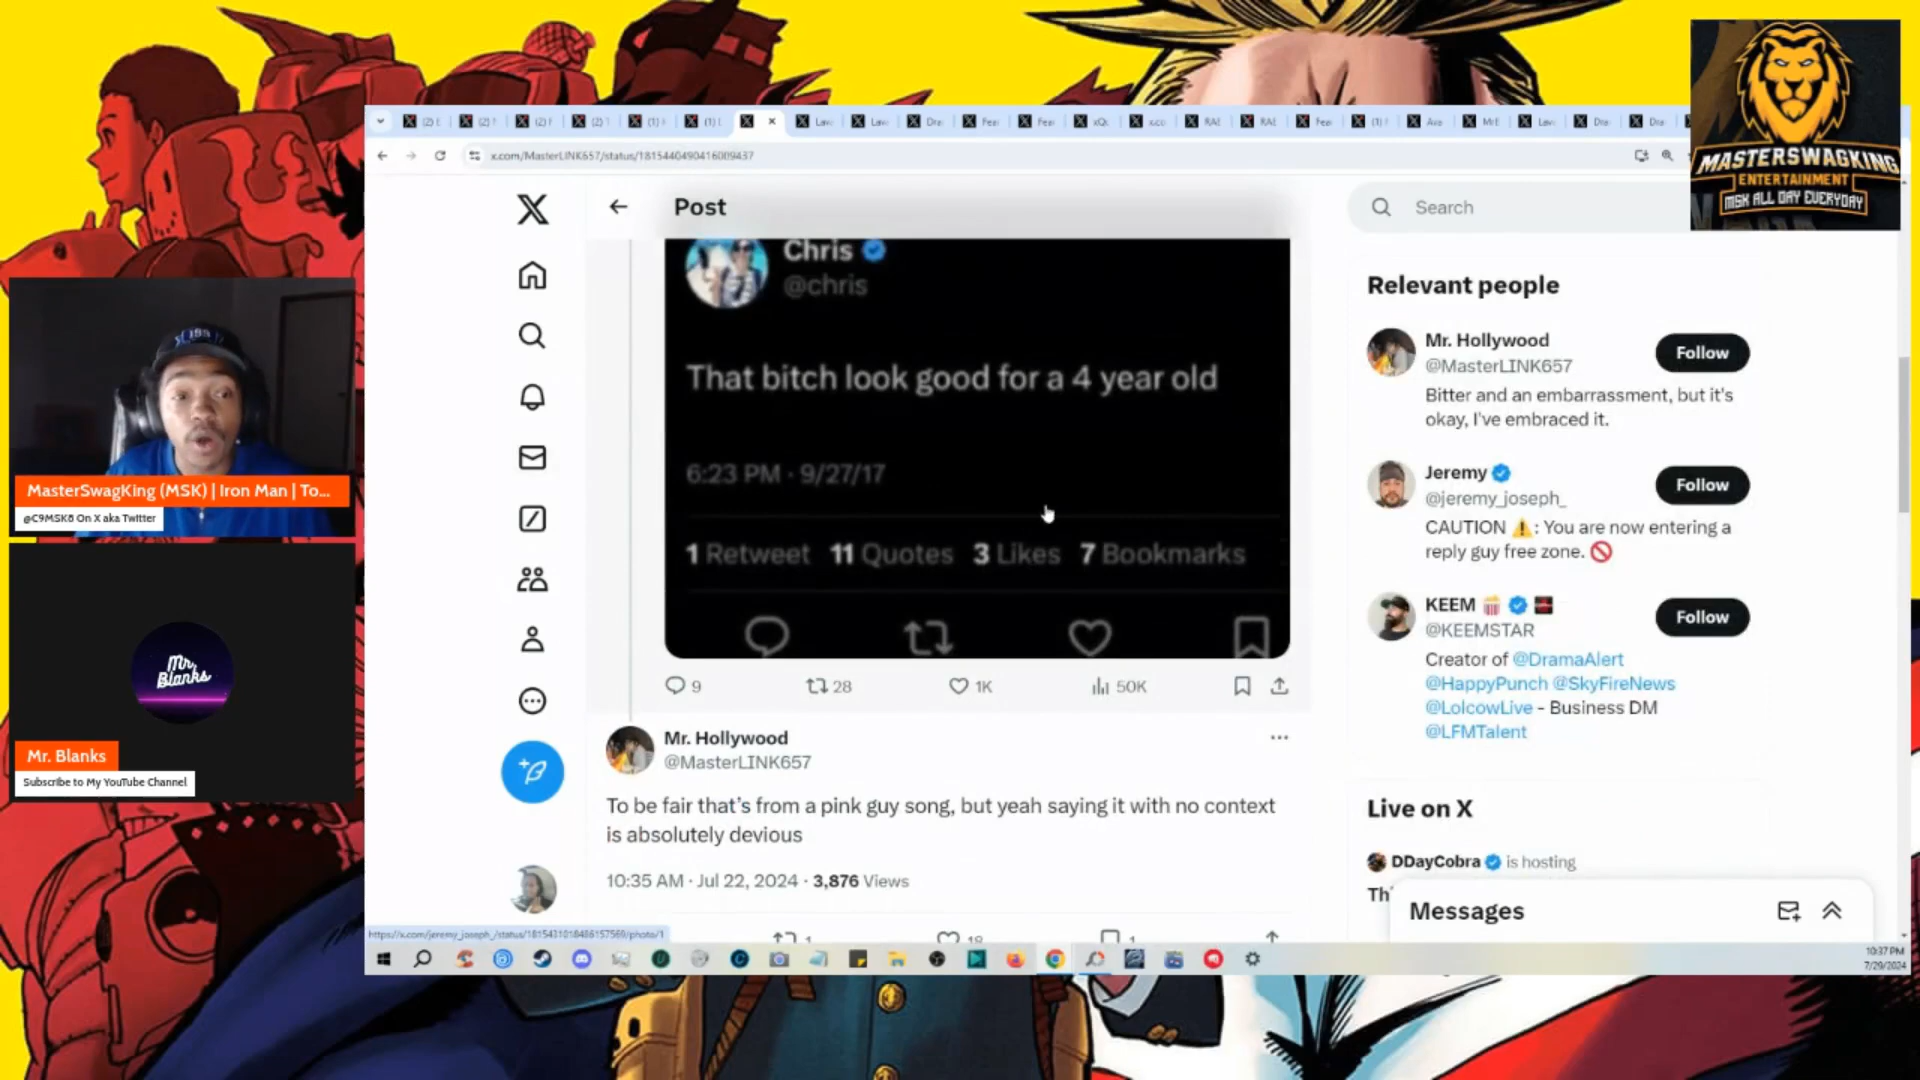 MASTERSWAGKING
ENTERTAINMENT
MSK ALL DAY EVERYDAY
x.com/MasterLINK657/status/1815440490416009437
Post
Search
Chris
@chris
That bitch look good for a 4 year old
6:23 PM · 9/27/17
1 Retweet 11 Quotes 3 Likes 7 Bookmarks
9 28 1K 50K
Mr. Hollywood
@MasterLINK657
To be fair that's from a pink guy song, but yeah saying it with no context
is absolutely devious
10:35 AM · Jul 22, 2024 · 3,876 Views
Relevant people
Mr. Hollywood
@MasterLINK657
Follow
Bitter and an embarrassment, but it's
okay, I've embraced it.
Jeremy
@jeremy_joseph_
Follow
CAUTION ⚠️: You are now entering a
reply guy free zone. 🚫
KEEM 🍿
@KEEMSTAR
Follow
Creator of @DramaAlert
@HappyPunch @SkyFireNews
@LolcowLive - Business DM
@LFMTalent
Live on X
DDayCobra is hosting
Th
Messages
https://x.com/jeremy_joseph_/status/1815431018486157569/photo/1
10:37 PM
7/29/2024
MasterSwagKing (MSK) | Iron Man | To...
@C9MSK8 On X aka Twitter
Mr. Blanks
Mr. Blanks
Subscribe to My YouTube Channel